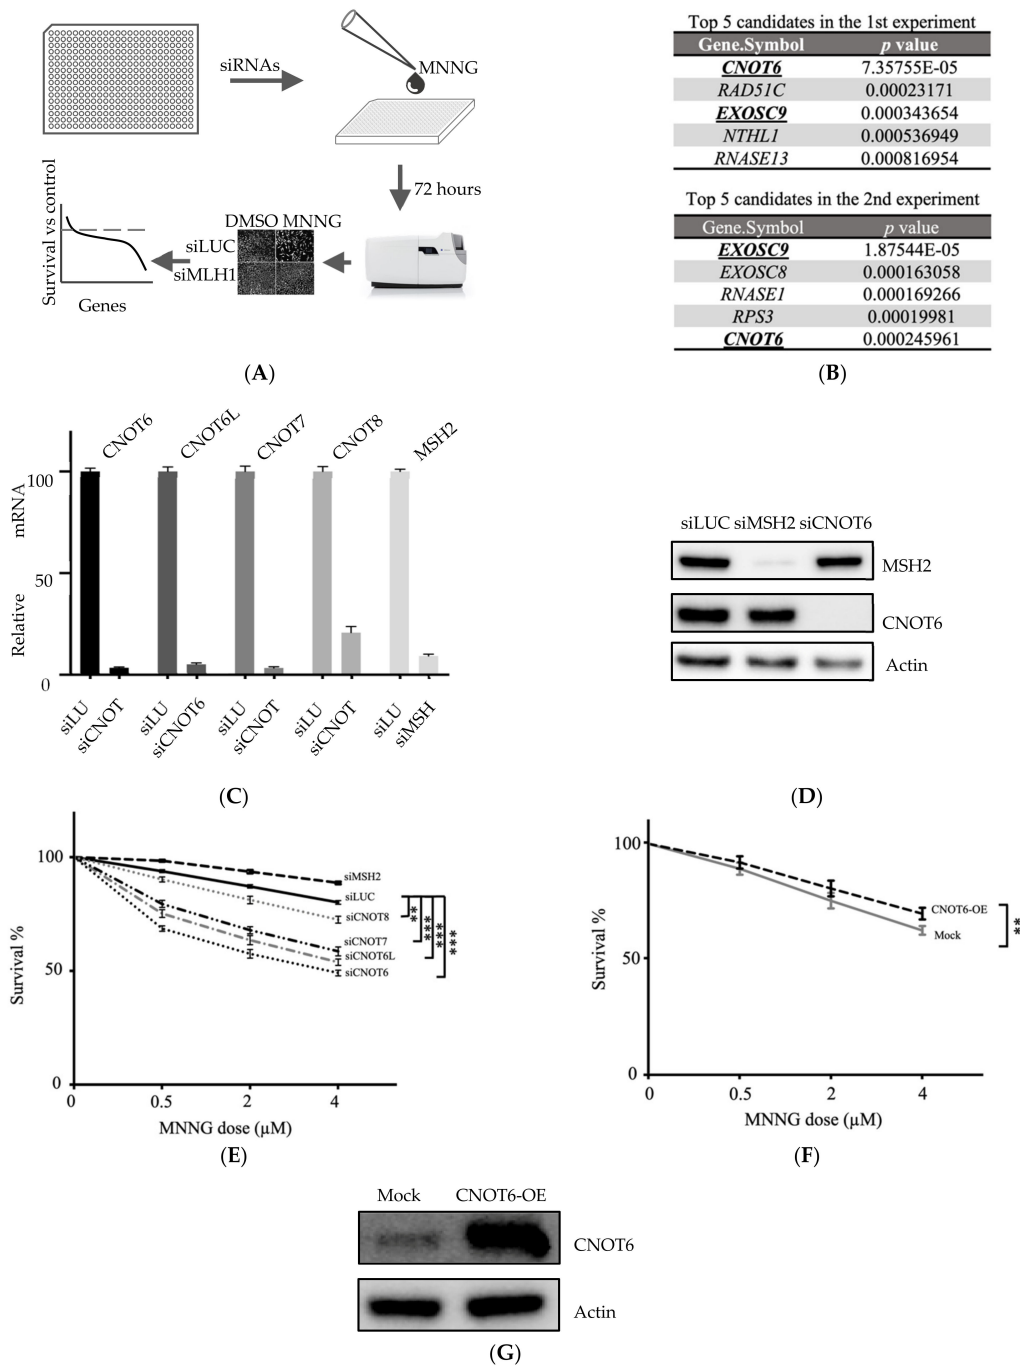 siRNAs
MNNG
72 hours
DMSO MNNG
siLUC
siMLH1
Survival vs control
Genes
(A)
Top 5 candidates in the 1st experiment
Gene.Symbol p value
CNOT6 7.35755E-05
RAD51C 0.00023171
EXOSC9 0.000343654
NTHL1 0.000536949
RNASE13 0.000816954
Top 5 candidates in the 2nd experiment
Gene.Symbol p value
EXOSC9 1.87544E-05
EXOSC8 0.000163058
RNASE1 0.000169266
RPS3 0.00019981
CNOT6 0.000245961
(B)
CNOT6 CNOT6L CNOT7 CNOT8 MSH2
Relative mRNA
100
50
0
siLU siCNOT siLU siCNOT6 siLU siCNOT siLU siCNOT siLU siMSH
(C)
siLUC siMSH2 siCNOT6
MSH2
CNOT6
Actin
(D)
Survival %
100
50
0
siMSH2
siLUC
siCNOT8
siCNOT7
siCNOT6L
siCNOT6
** *** *** ***
0 0.5 2 4
MNNG dose (µM)
(E)
Survival %
100
50
0
CNOT6-OE
Mock
**
0 0.5 2 4
MNNG dose (µM)
(F)
Mock CNOT6-OE
CNOT6
Actin
(G)